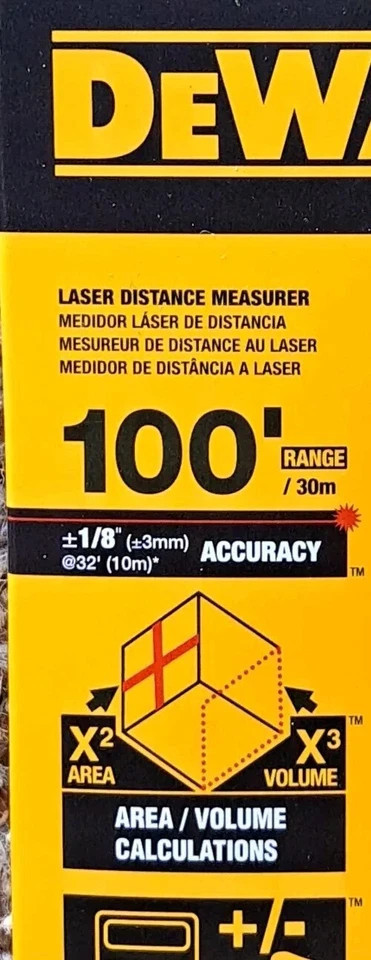 DEWA
LASER DISTANCE MEASURER
MEDIDOR LÁSER DE DISTANCIA
MESUREUR DE DISTANCE AU LASER
MEDIDOR DE DISTÂNCIA A LASER
100' RANGE
/ 30m
±1/8" (±3mm) ACCURACY
@32' (10m)*
TM
TM
X² X³
AREA VOLUME
AREA / VOLUME
CALCULATIONS
TM
+/-